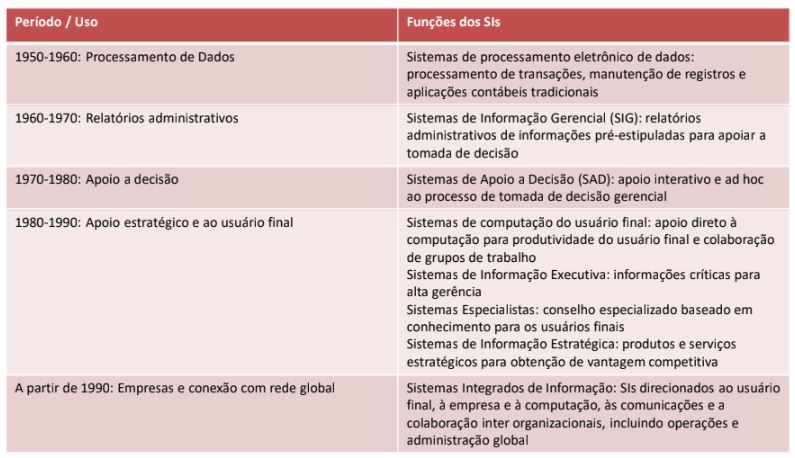 Período / Uso
Funções dos SIs
1950-1960: Processamento de Dados
Sistemas de processamento eletrônico de dados:
processamento de transações, manutenção de registros e
aplicações contábeis tradicionais
1960-1970: Relatórios administrativos
Sistemas de Informação Gerencial (SIG): relatórios
administrativos de informações pré-estipuladas para apoiar a
tomada de decisão
1970-1980: Apoio a decisão
Sistemas de Apoio a Decisão (SAD): apoio interativo e ad hoc
ao processo de tomada de decisão gerencial
1980-1990: Apoio estratégico e ao usuário final
Sistemas de computação do usuário final: apoio direto à
computação para produtividade do usuário final e colaboração
de grupos de trabalho
Sistemas de Informação Executiva: informações críticas para
alta gerência
Sistemas Especialistas: conselho especializado baseado em
conhecimento para os usuários finais
Sistemas de Informação Estratégica: produtos e serviços
estratégicos para obtenção de vantagem competitiva
A partir de 1990: Empresas e conexão com rede global
Sistemas Integrados de Informação: SIs direcionados ao usuário
final, à empresa e à computação, às comunicações e a
colaboração inter organizacionais, incluindo operações e
administração global